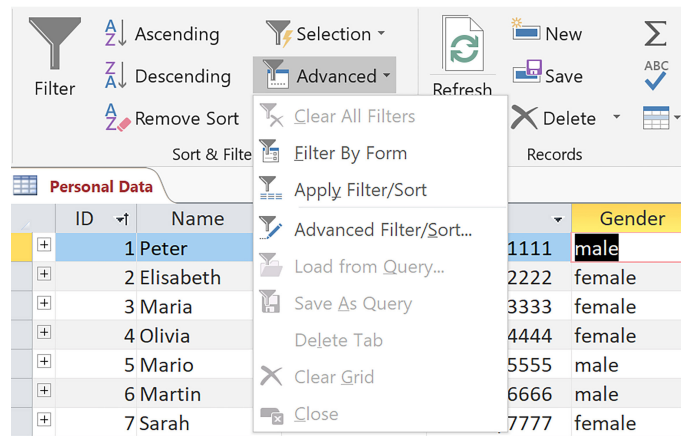 Filter
Ascending
Descending
Remove Sort
Sort & Filte
Selection
Advanced
Refresh
New
Save
Delete
Records
ABC
Clear All Filters
Filter By Form
Apply Filter/Sort
Advanced Filter/Sort...
Load from Query...
Save As Query
Delete Tab
Clear Grid
Close
Personal Data
ID Name Gender
1 Peter 1111 male
2 Elisabeth 2222 female
3 Maria 3333 female
4 Olivia 4444 female
5 Mario 5555 male
6 Martin 6666 male
7 Sarah 7777 female